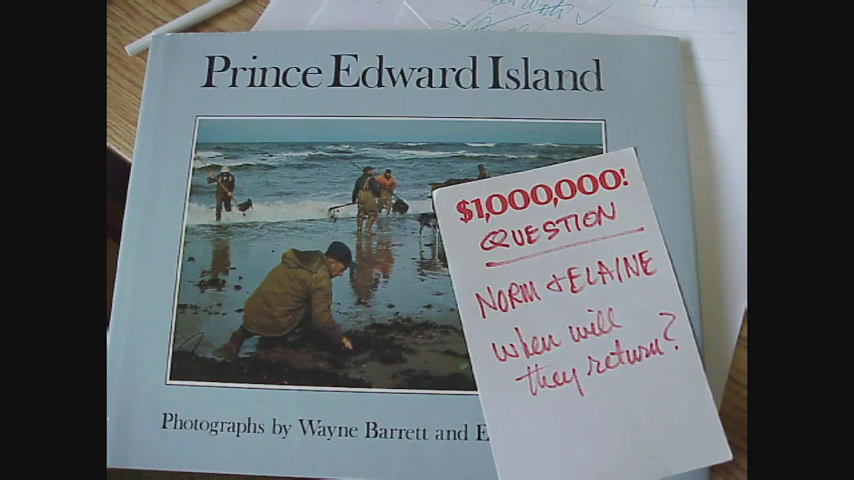 Prince Edward Island
$1,000,000!
QUESTION
NORM & ELAINE
when will
they return?
Photographs by Wayne Barrett and E